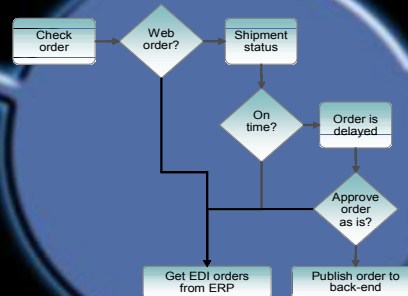 Check
order
Web
order?
Shipment
status
On
time?
Order is
delayed
Approve
order
as is?
Get EDI orders
from ERP
Publish order to
back-end